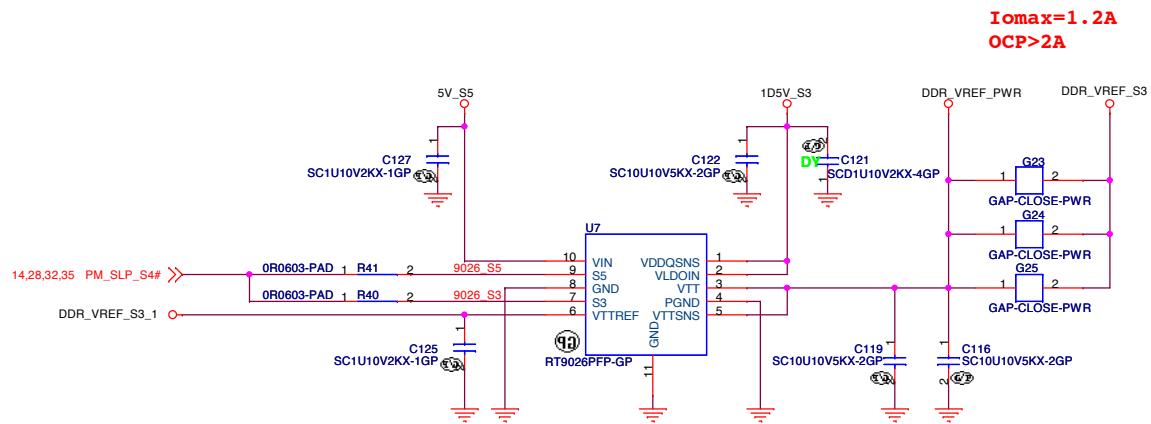 Iomax=1.2A
OCP>2A
5V_S5
1D5V_S3
DDR_VREF_PWR
DDR_VREF_S3
1
C127
SC1U10V2KX-1GP
2
1
C122
SC10U10V5KX-2GP
2
2
DY
C121
1
SCD1U10V2KX-4GP
G23
1
2
GAP-CLOSE-PWR
G24
1
2
GAP-CLOSE-PWR
G25
1
2
GAP-CLOSE-PWR
U7
14,28,32,35 PM_SLP_S4#
0R0603-PAD 1 R41 2 9026_S5
0R0603-PAD 1 R40 2 9026_S3
DDR_VREF_S3_1
10 VIN
9 S5
8 GND
7 S3
6 VTTREF
VDDQSNS 1
VLDOIN 2
VTT 3
PGND 4
VTTSNS 5
GND
11
GP
RT9026PFP-GP
1
C125
SC1U10V2KX-1GP
2
1
C119
SC10U10V5KX-2GP
2
1
C116
SC10U10V5KX-2GP
2